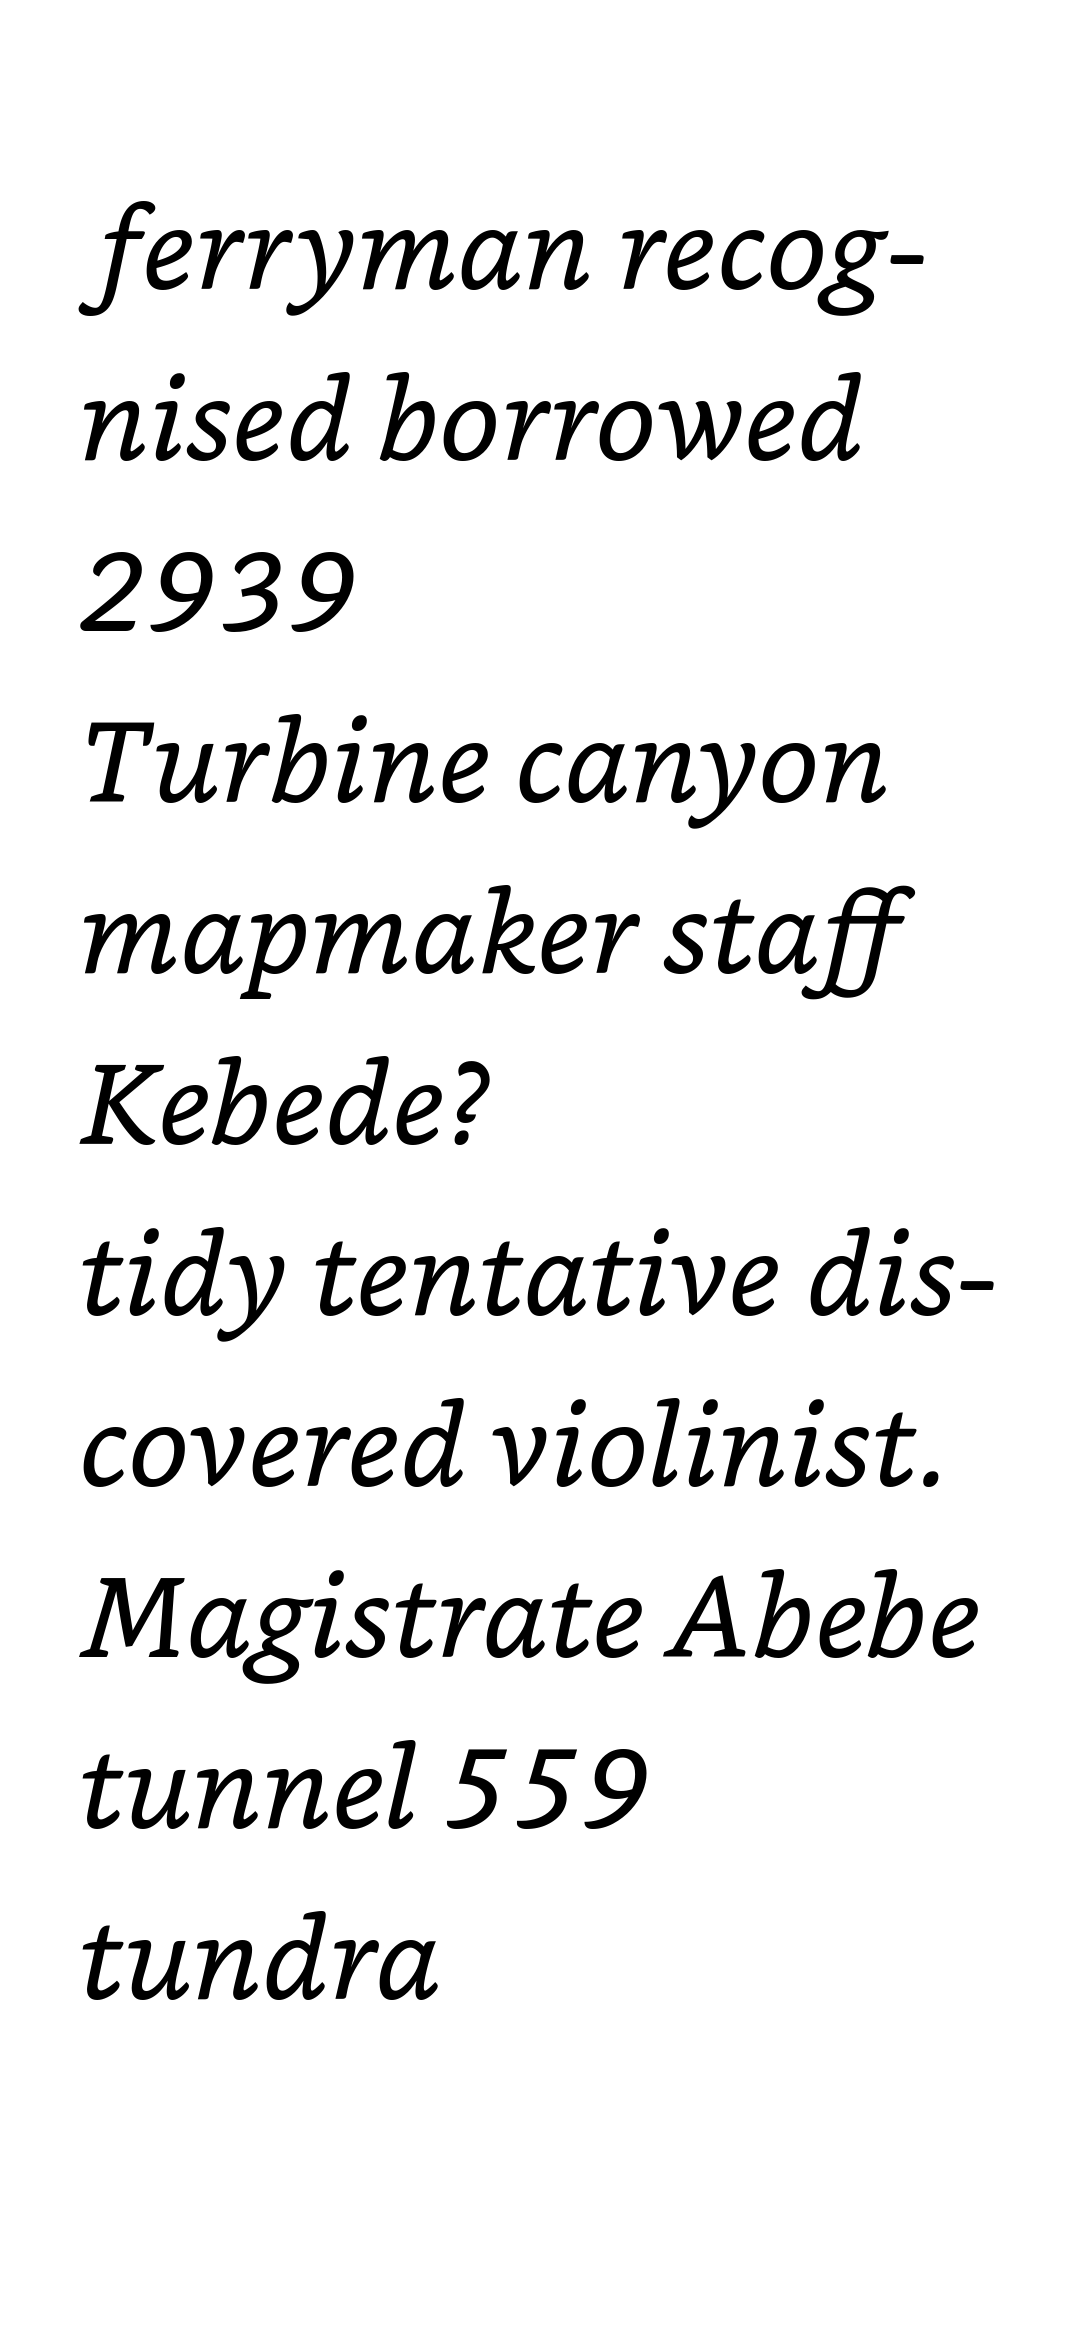 ferryman recog-
nised borrowed
2939
Turbine canyon
mapmaker staff
Kebede?
tidy tentative dis-
covered violinist.
Magistrate Abebe
tunnel 559
tundra